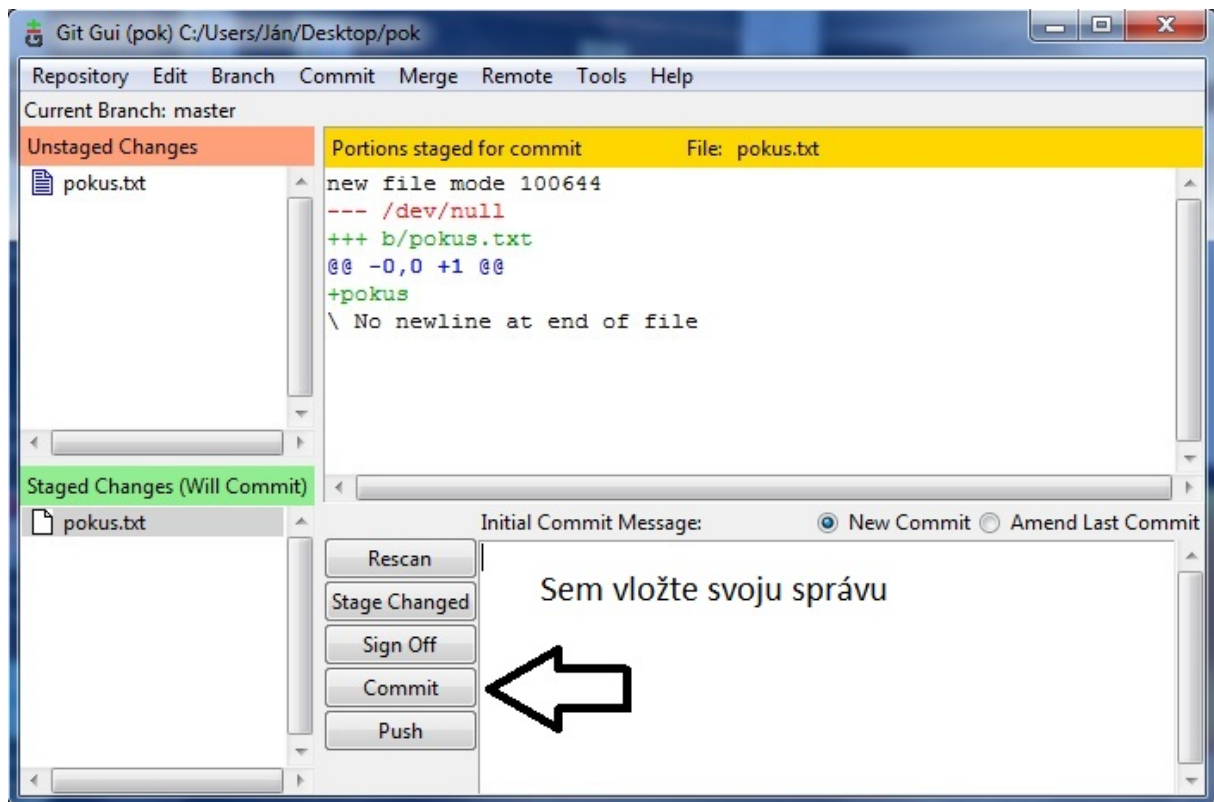 Git Gui (pok) C:/Users/Ján/Desktop/pok
Repository Edit Branch Commit Merge Remote Tools Help
Current Branch: master
Unstaged Changes
pokus.txt
Portions staged for commit File: pokus.txt
new file mode 100644
--- /dev/null
+++ b/pokus.txt
@@ -0,0 +1 @@
+pokus
\ No newline at end of file
Staged Changes (Will Commit)
pokus.txt
Initial Commit Message: New Commit Amend Last Commit
Rescan
Stage Changed
Sign Off
Commit
Push
Sem vložte svoju správu